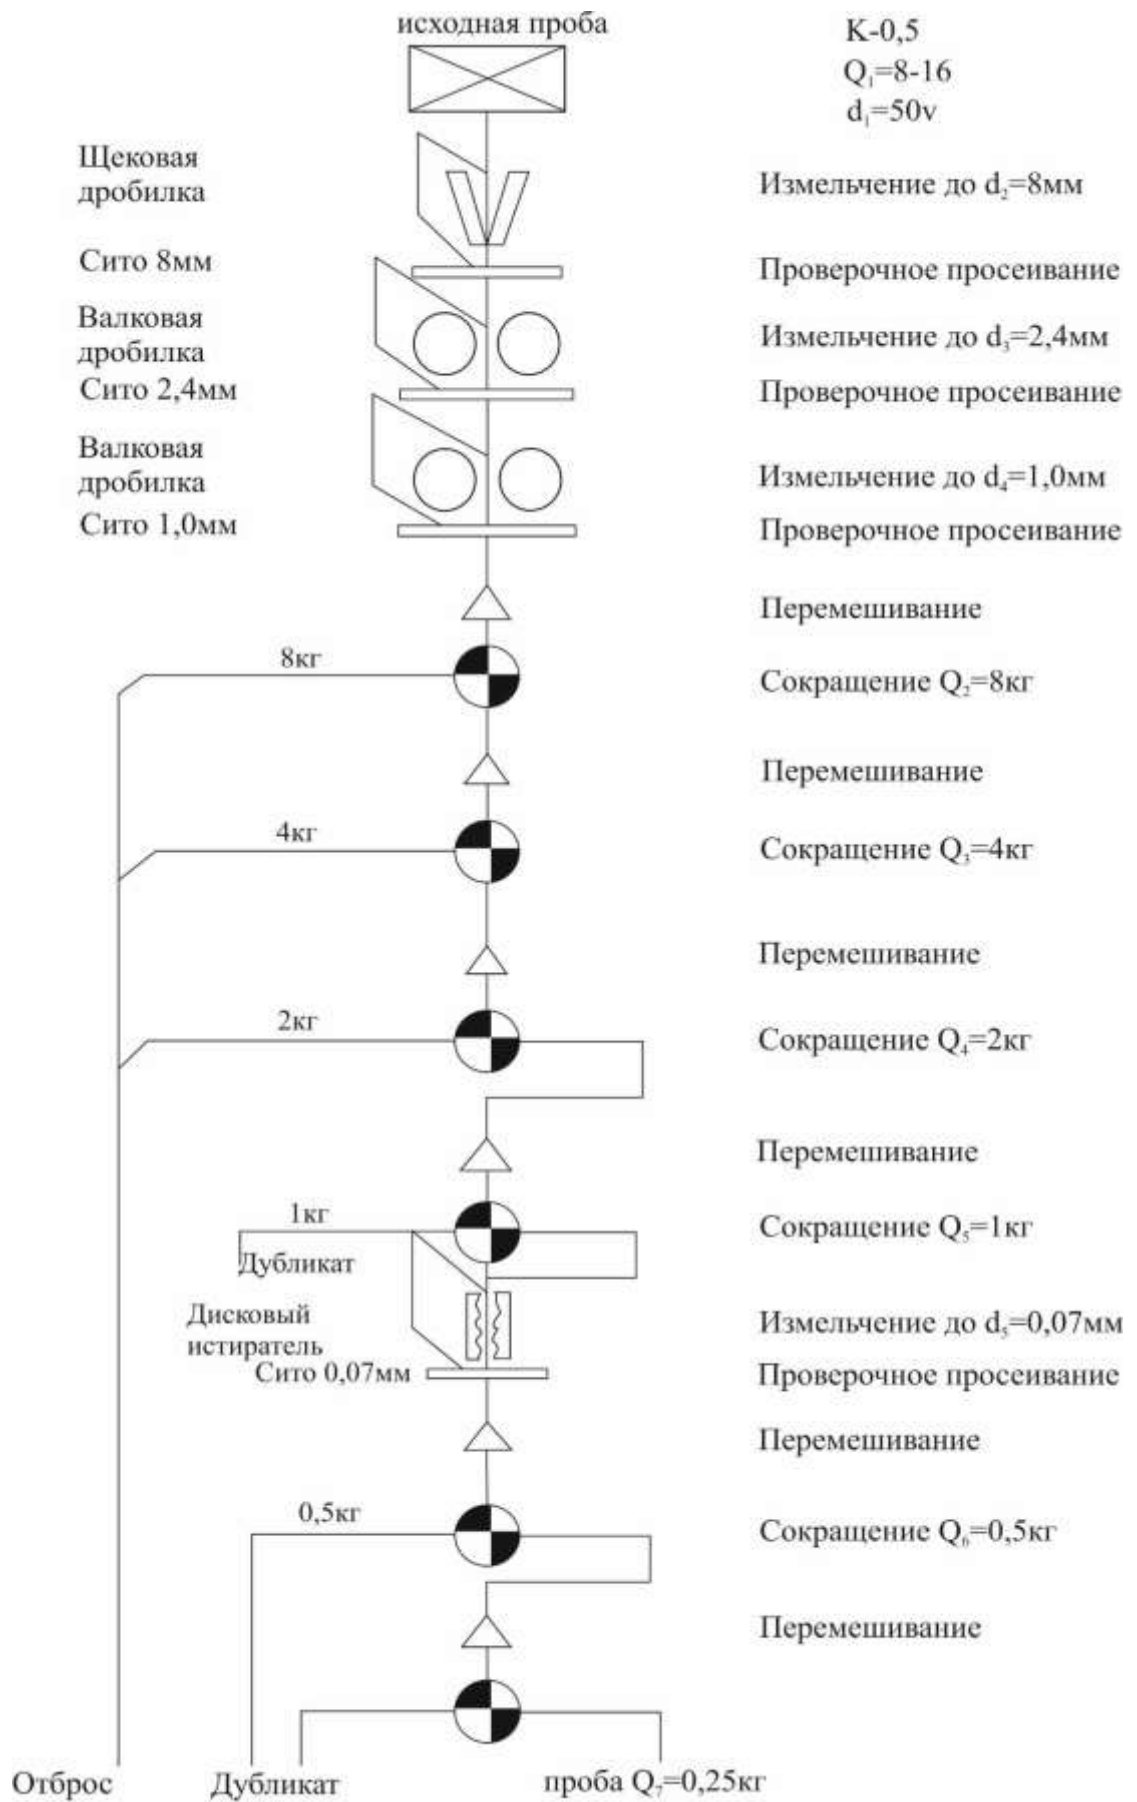 исходная проба
К-0,5
Q₁=8-16
d₁=50v
Щековая
дробилка
Измельчение до d₂=8мм
Сито 8мм
Проверочное просеивание
Валковая
дробилка
Измельчение до d₃=2,4мм
Сито 2,4мм
Проверочное просеивание
Валковая
дробилка
Измельчение до d₄=1,0мм
Сито 1,0мм
Проверочное просеивание
Перемешивание
8кг
Сокращение Q₂=8кг
Перемешивание
4кг
Сокращение Q₃=4кг
Перемешивание
2кг
Сокращение Q₄=2кг
Перемешивание
1кг
Сокращение Q₅=1кг
Дубликат
Дисковый
истиратель
Измельчение до d₅=0,07мм
Сито 0,07мм
Проверочное просеивание
Перемешивание
0,5кг
Сокращение Q₆=0,5кг
Перемешивание
Отброс
Дубликат
проба Q₇=0,25кг